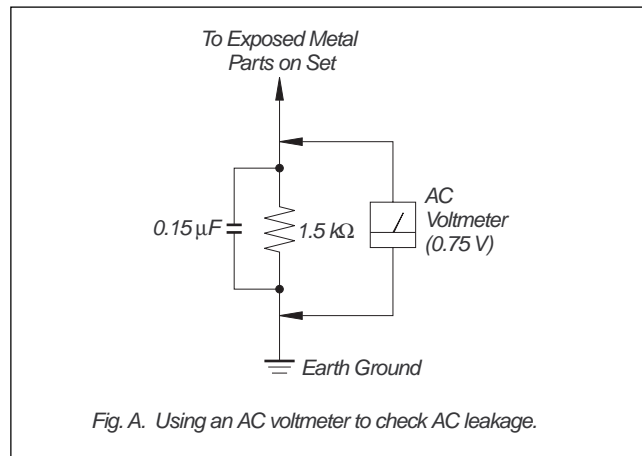 To Exposed Metal
Parts on Set
0.15 μF
1.5 kΩ
AC
Voltmeter
(0.75 V)
Earth Ground
Fig. A. Using an AC voltmeter to check AC leakage.